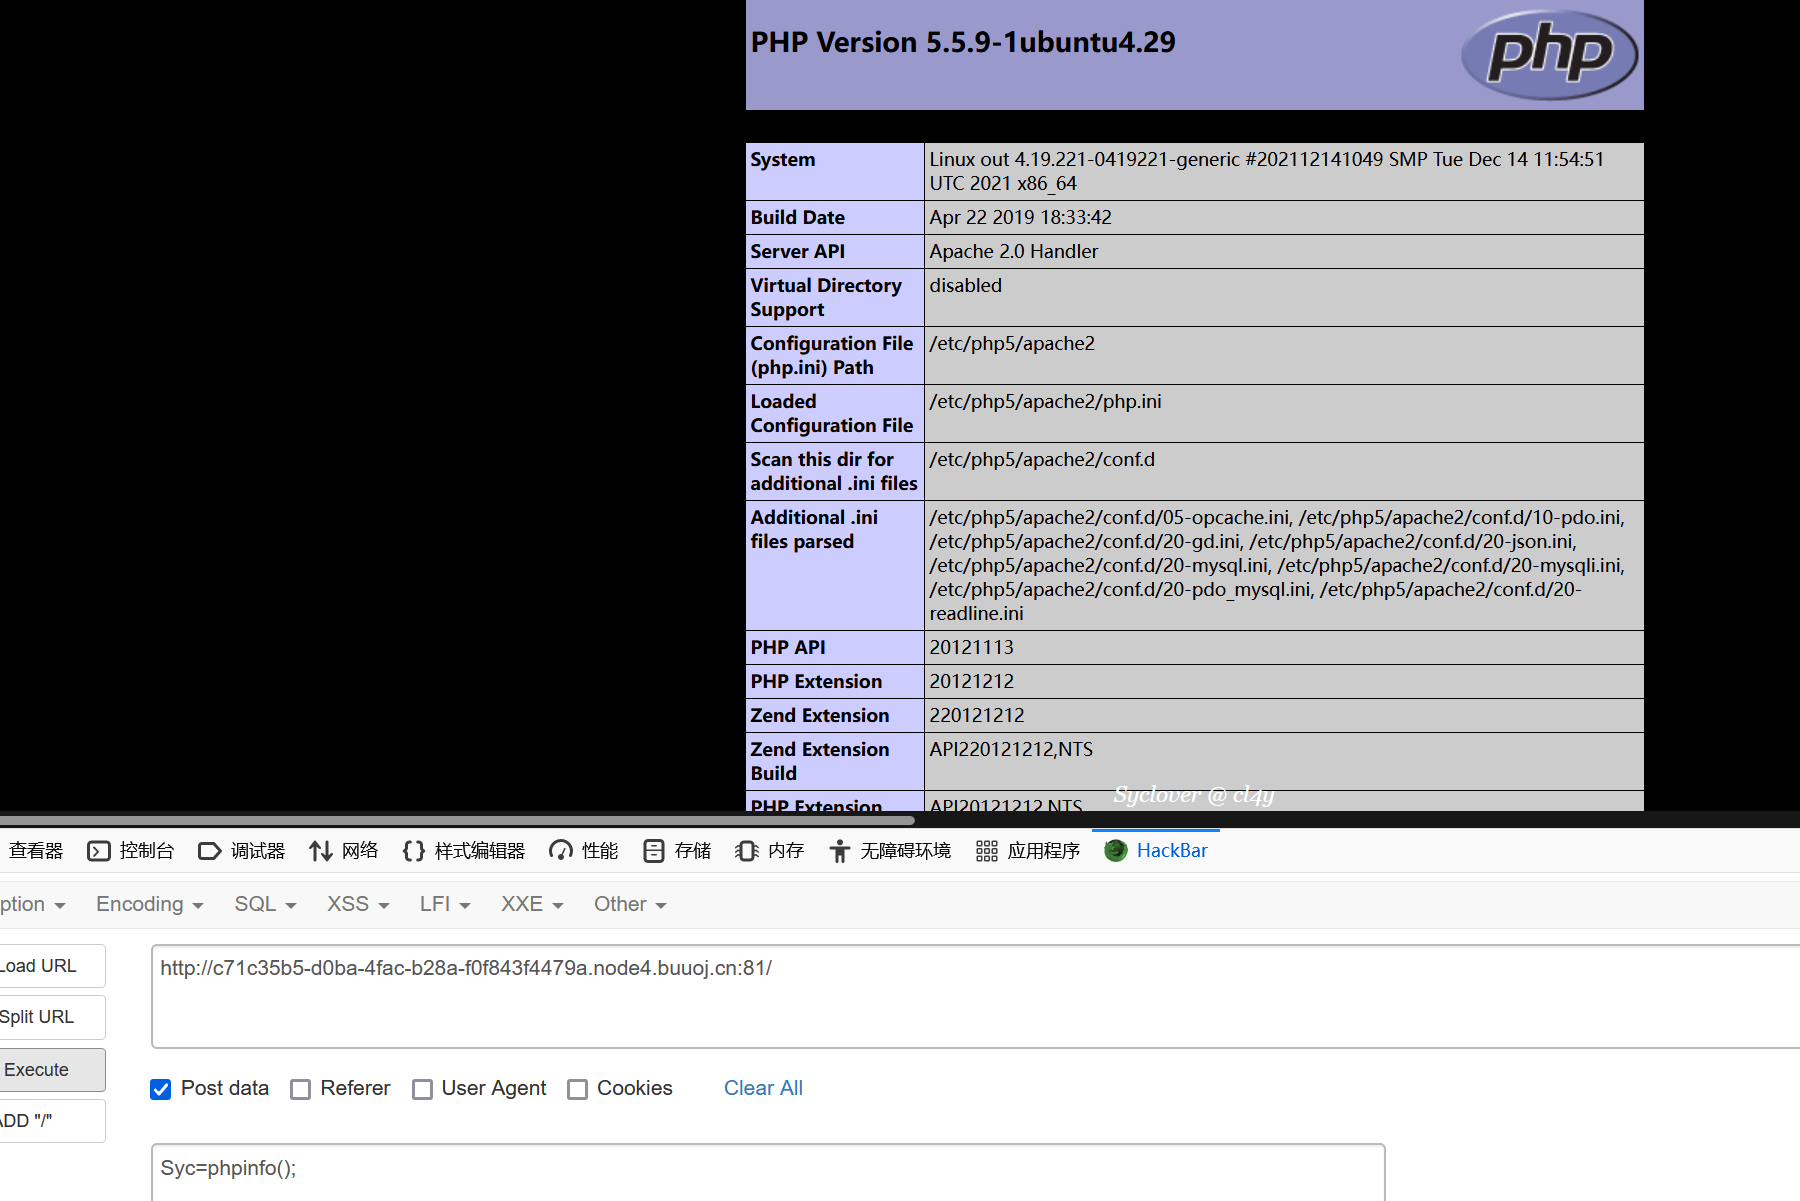 PHP Version 5.5.9-1ubuntu4.29
php
System
Linux out 4.19.221-0419221-generic #202112141049 SMP Tue Dec 14 11:54:51
UTC 2021 x86_64
Build Date
Apr 22 2019 18:33:42
Server API
Apache 2.0 Handler
Virtual Directory
Support
disabled
Configuration File
(php.ini) Path
/etc/php5/apache2
Loaded
Configuration File
/etc/php5/apache2/php.ini
Scan this dir for
additional .ini files
/etc/php5/apache2/conf.d
Additional .ini
files parsed
/etc/php5/apache2/conf.d/05-opcache.ini, /etc/php5/apache2/conf.d/10-pdo.ini,
/etc/php5/apache2/conf.d/20-gd.ini, /etc/php5/apache2/conf.d/20-json.ini,
/etc/php5/apache2/conf.d/20-mysql.ini, /etc/php5/apache2/conf.d/20-mysqli.ini,
/etc/php5/apache2/conf.d/20-pdo_mysql.ini, /etc/php5/apache2/conf.d/20-
readline.ini
PHP API
20121113
PHP Extension
20121212
Zend Extension
220121212
Zend Extension
Build
API220121212,NTS
PHP Extension
API20121212,NTS
Syclover @ cl4y
查看器 控制台 调试器 网络 样式编辑器 性能 存储 内存 无障碍环境 应用程序 HackBar
ption Encoding SQL XSS LFI XXE Other
Load URL
http://c71c35b5-d0ba-4fac-b28a-f0f843f4479a.node4.buuoj.cn:81/
Split URL
Execute
Post data Referer User Agent Cookies Clear All
ADD "/"
Syc=phpinfo();